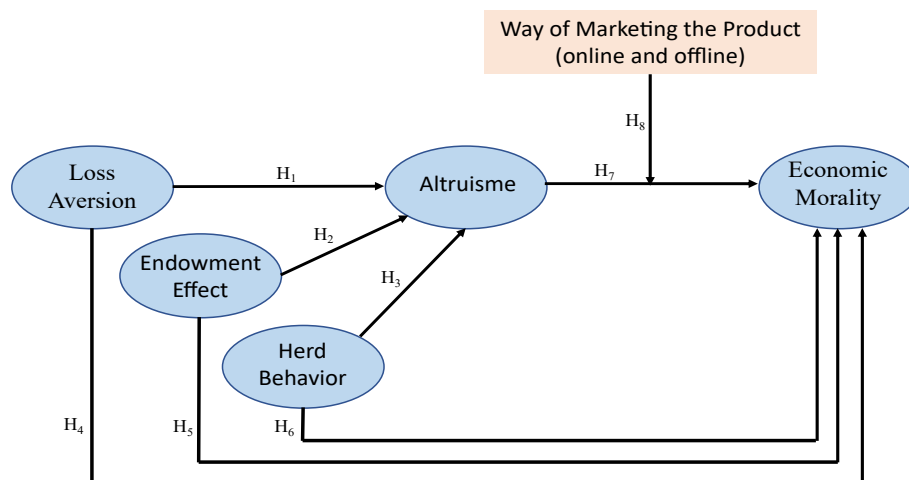 Way of Marketing the Product
(online and offline)
H₈
Loss
Aversion
H₁
Altruisme
H₇
Economic
Morality
H₂
Endowment
Effect
H₃
Herd
Behavior
H₄
H₅
H₆